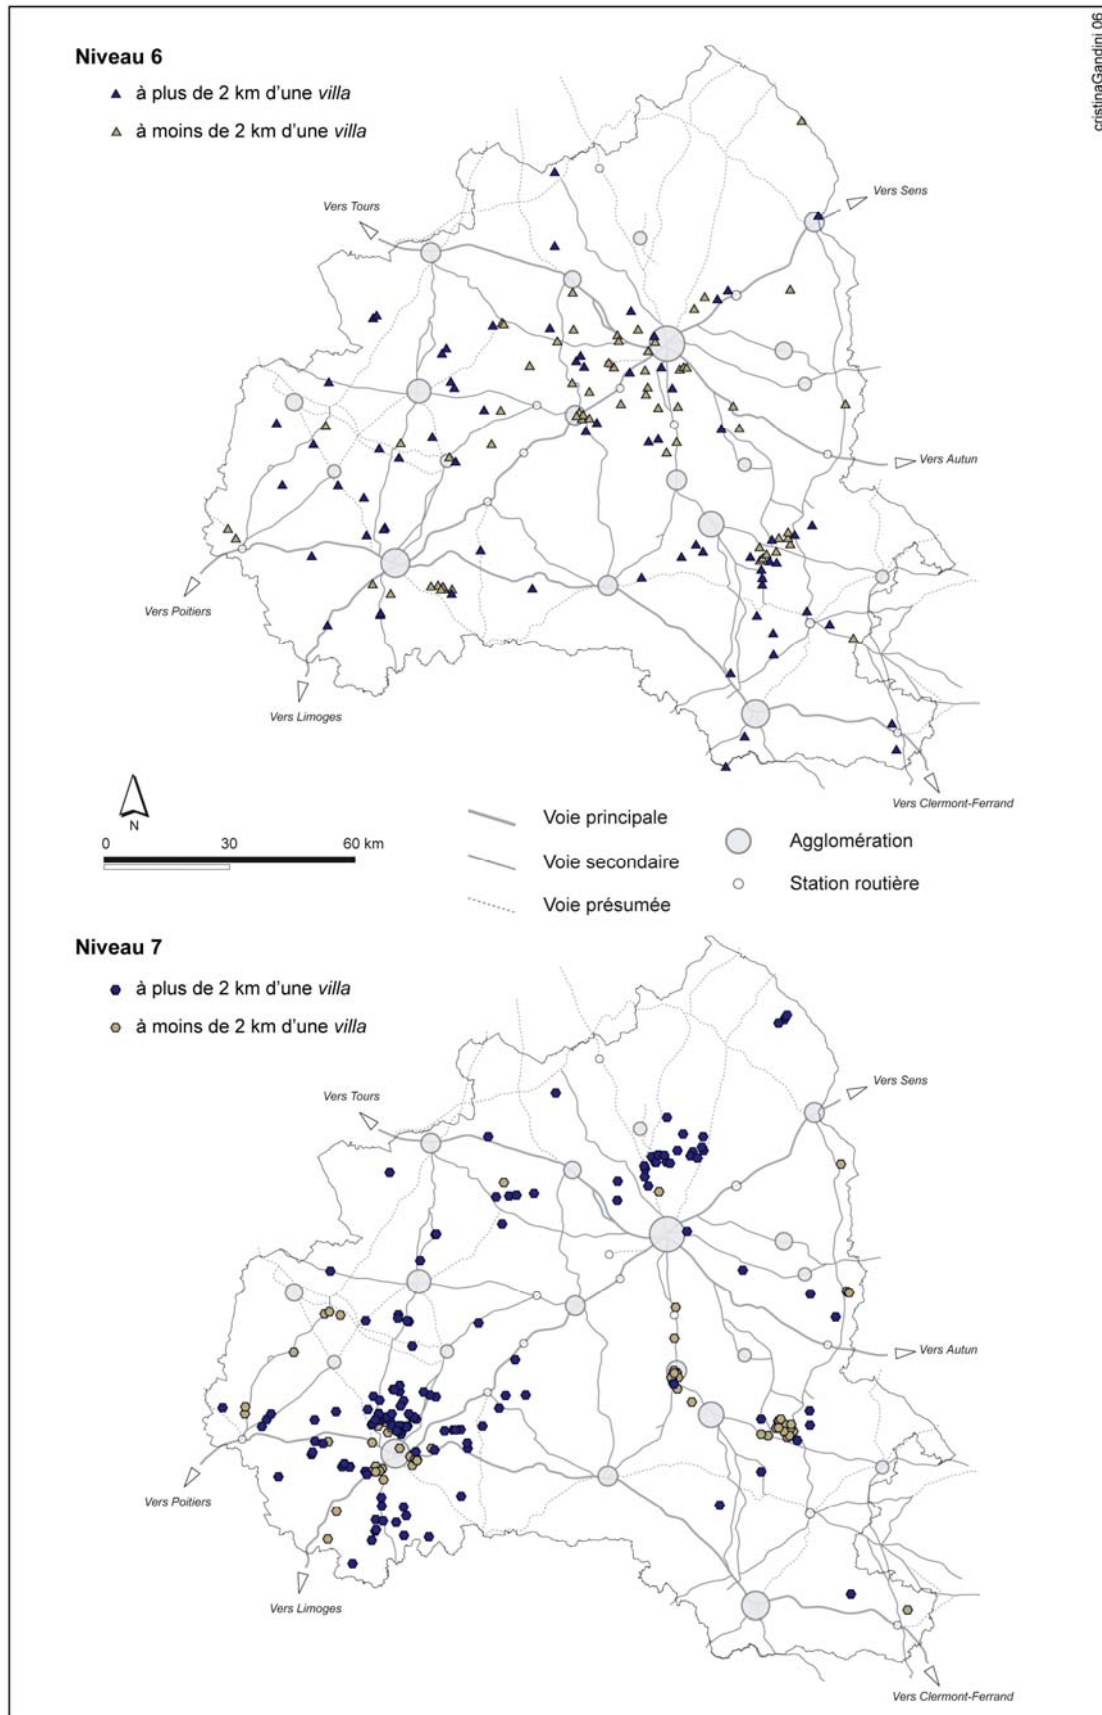 cristinaGandini 06
Niveau 6
à plus de 2 km d'une villa
à moins de 2 km d'une villa
Vers Sens
Vers Tours
Vers Autun
Vers Poitiers
Vers Limoges
Vers Clermont-Ferrand
N
0 30 60 km
Voie principale
Voie secondaire
Voie présumée
Agglomération
Station routière
Niveau 7
à plus de 2 km d'une villa
à moins de 2 km d'une villa
Vers Sens
Vers Tours
Vers Autun
Vers Poitiers
Vers Limoges
Vers Clermont-Ferrand